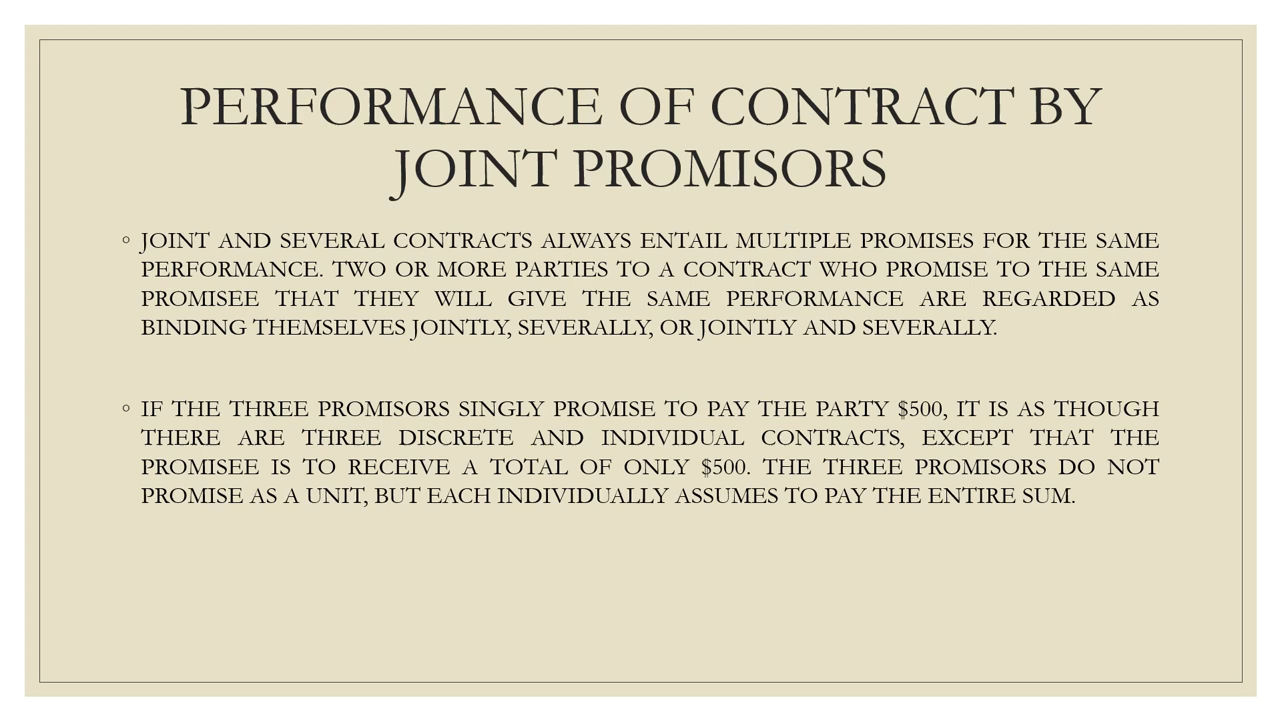 PERFORMANCE OF CONTRACT BY
JOINT PROMISORS
◦ JOINT AND SEVERAL CONTRACTS ALWAYS ENTAIL MULTIPLE PROMISES FOR THE SAME
PERFORMANCE. TWO OR MORE PARTIES TO A CONTRACT WHO PROMISE TO THE SAME
PROMISEE THAT THEY WILL GIVE THE SAME PERFORMANCE ARE REGARDED AS
BINDING THEMSELVES JOINTLY, SEVERALLY, OR JOINTLY AND SEVERALLY.
◦ IF THE THREE PROMISORS SINGLY PROMISE TO PAY THE PARTY $500, IT IS AS THOUGH
THERE ARE THREE DISCRETE AND INDIVIDUAL CONTRACTS, EXCEPT THAT THE
PROMISEE IS TO RECEIVE A TOTAL OF ONLY $500. THE THREE PROMISORS DO NOT
PROMISE AS A UNIT, BUT EACH INDIVIDUALLY ASSUMES TO PAY THE ENTIRE SUM.